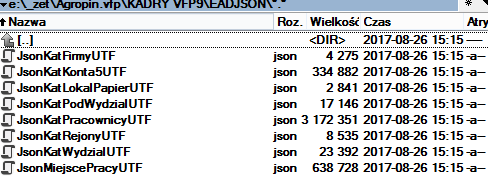 e:\_zet\Agropin.vfp\KADRY VFP9\EADJSON\*.*
Nazwa Roz. Wielkość Czas Atry
[..] <DIR> 2017-08-26 15:15 ----
JsonKatFirmyUTF json 4 275 2017-08-26 15:15 -a--
JsonKatKonta5UTF json 334 882 2017-08-26 15:15 -a--
JsonKatLokalPapierUTF json 2 841 2017-08-26 15:15 -a--
JsonKatPodWydzialUTF json 17 146 2017-08-26 15:15 -a--
JsonKatPracownicyUTF json 3 172 351 2017-08-26 15:15 -a--
JsonKatRejonyUTF json 8 535 2017-08-26 15:15 -a--
JsonKatWydzialUTF json 23 392 2017-08-26 15:15 -a--
JsonMiejscePracyUTF json 638 728 2017-08-26 15:15 -a--